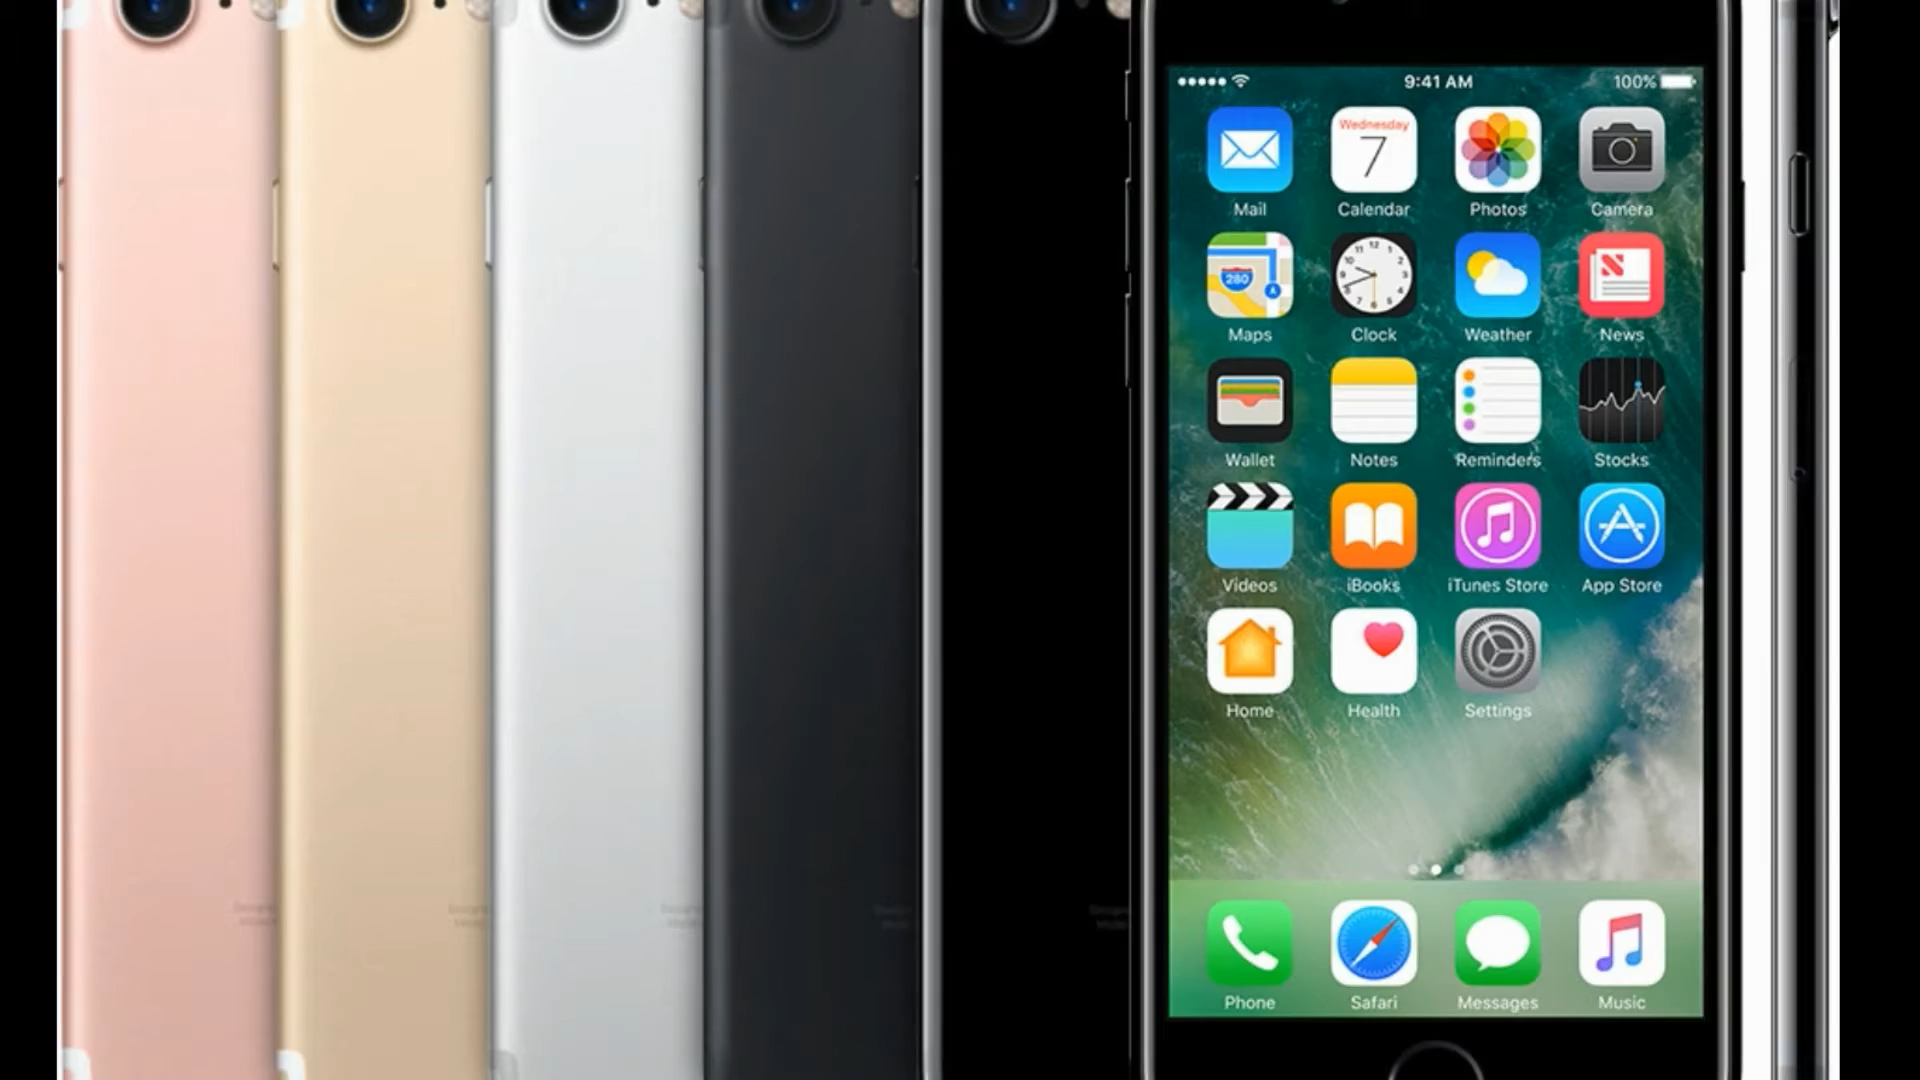 9:41 AM
100%
Wednesday
7
Mail Calendar Photos Camera
280
Maps Clock Weather News
Wallet Notes Reminders Stocks
Videos iBooks iTunes Store App Store
Home Health Settings
Phone Safari Messages Music